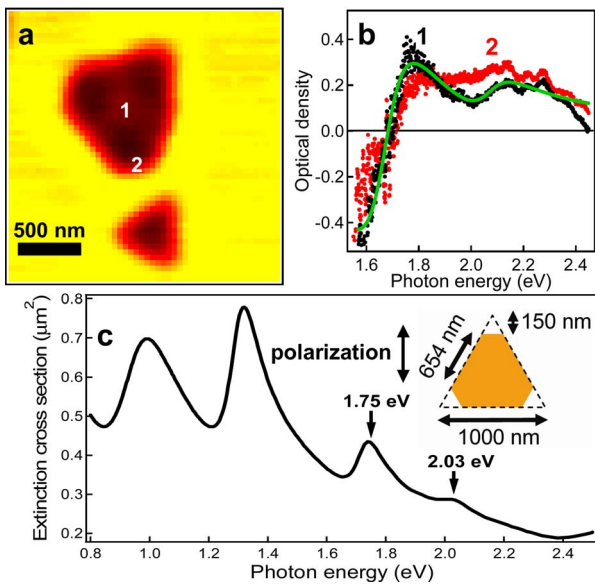 a
1
2
500 nm
b
1
2
Optical density
0.4
0.2
0.0
-0.2
-0.4
1.6 1.8 2.0 2.2 2.4
Photon energy (eV)
c
Extinction cross section (μm²)
0.8
0.7
0.6
0.5
0.4
0.3
0.2
polarization
654 nm
150 nm
1000 nm
1.75 eV
2.03 eV
0.8 1.0 1.2 1.4 1.6 1.8 2.0 2.2 2.4
Photon energy (eV)